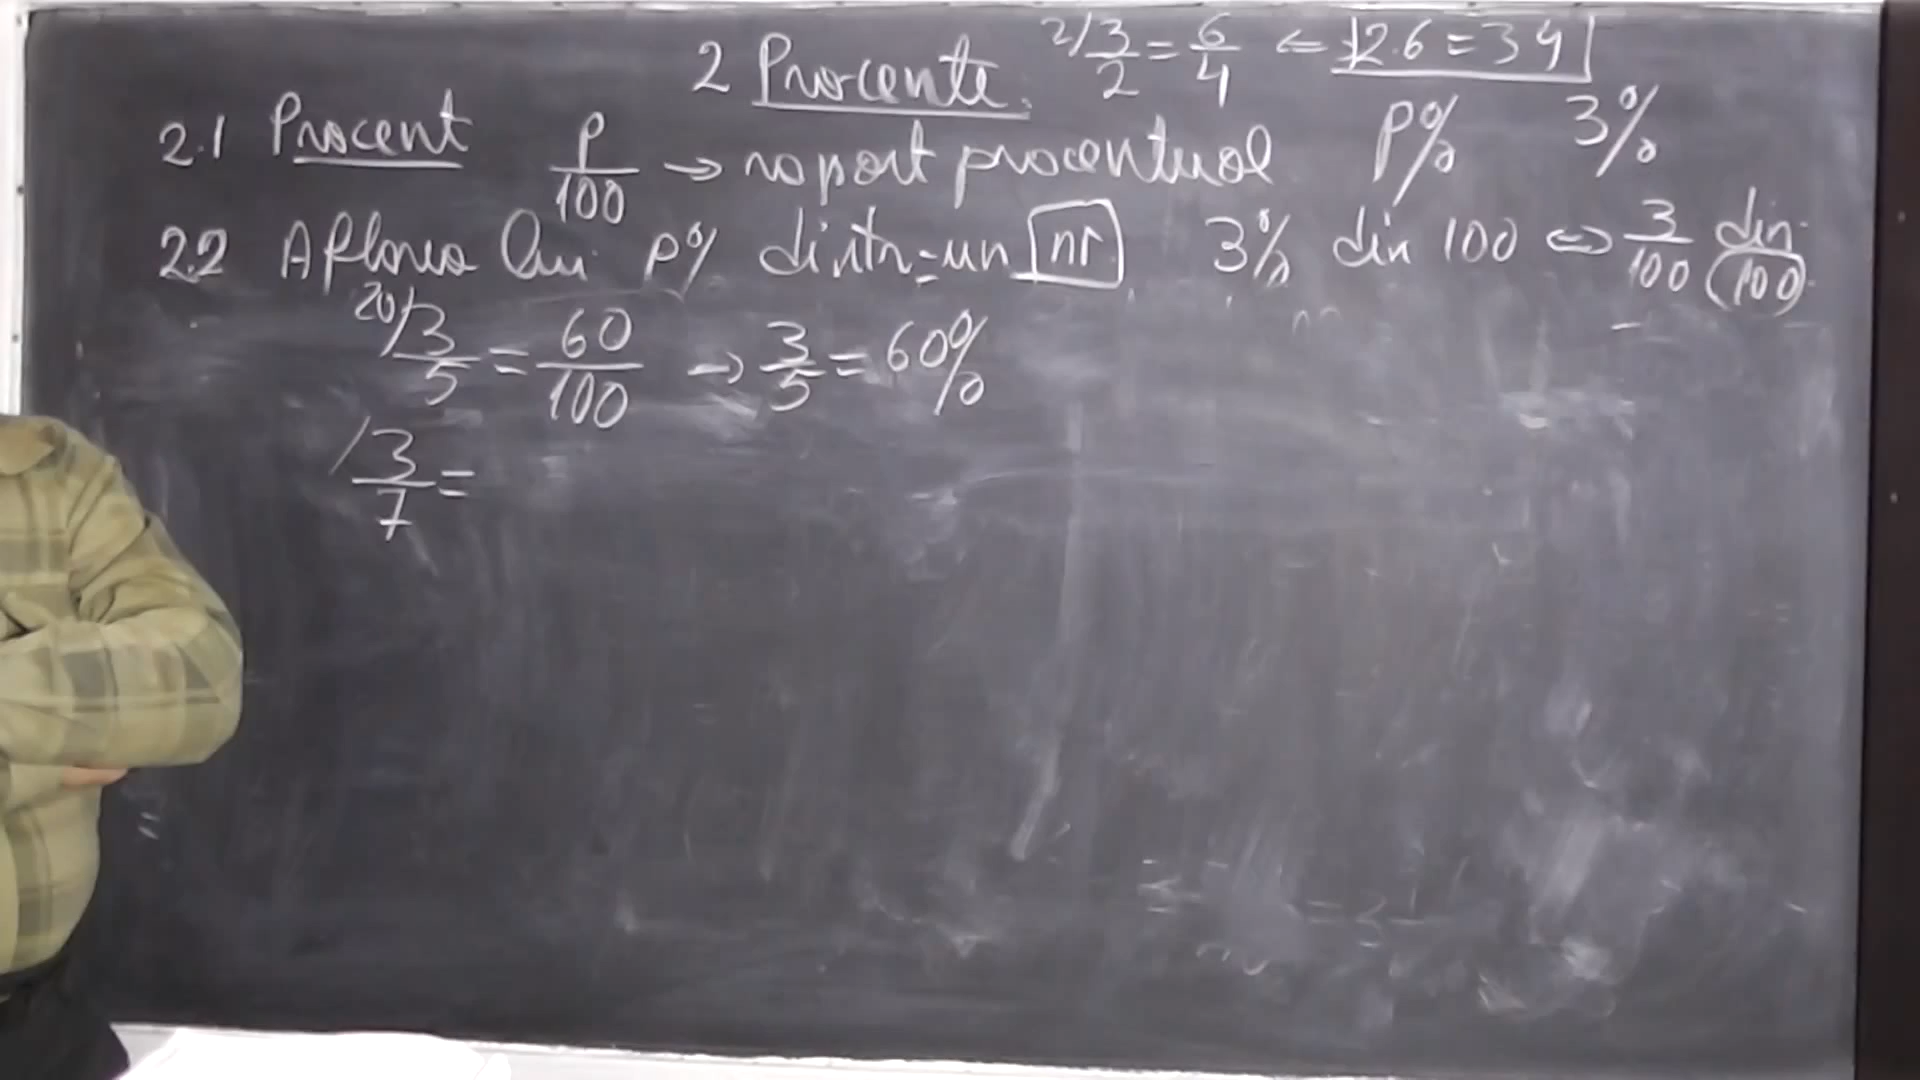 2 Procente. 2/ 3/2 = 6/4 ⇐ 12.6 = 3 4
2.1 Procent P/100 → raport procentual P% 3%
2.2 Aflarea lui P% dintr-un nr 3% din 100 ⇔ 3/100 din (100)
20/ 3/5 = 60/100 → 3/5 = 60%
/ 3/7 =